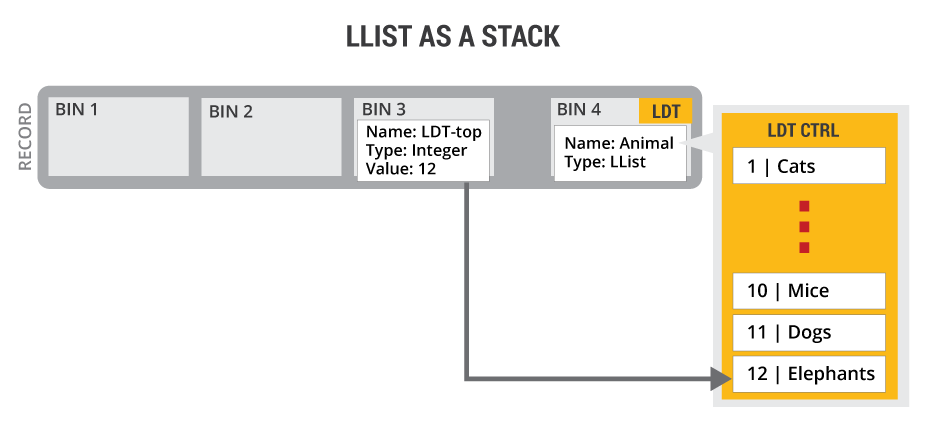 LLIST AS A STACK
RECORD
BIN 1
BIN 2
BIN 3
Name: LDT-top
Type: Integer
Value: 12
BIN 4
LDT
Name: Animal
Type: LList
LDT CTRL
1 | Cats
10 | Mice
11 | Dogs
12 | Elephants